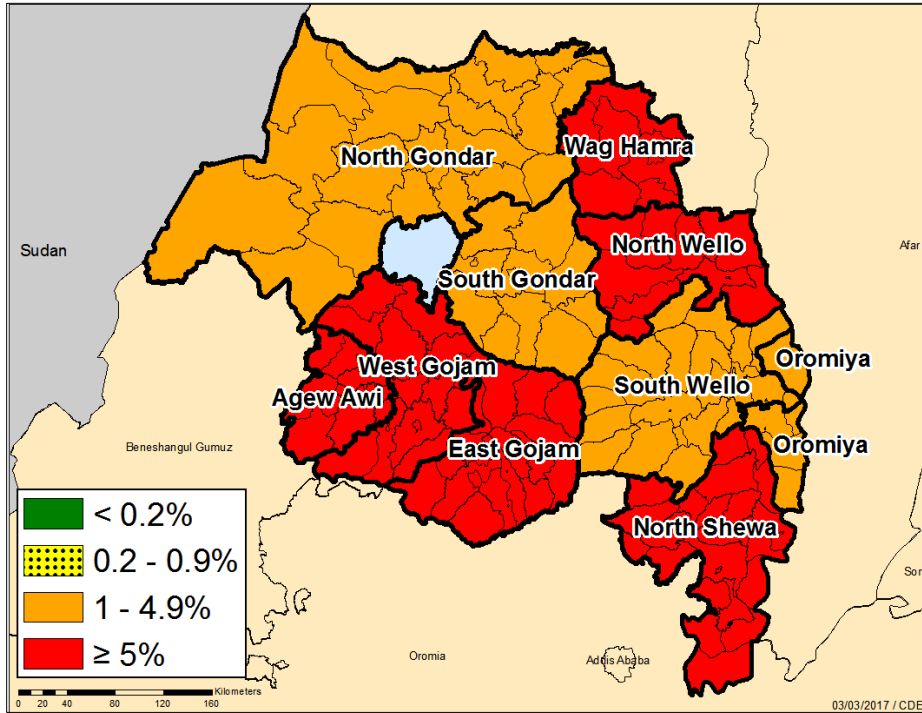 North Gondar
Wag Hamra
Sudan
North Wello
Afar
South Gondar
Oromiya
West Gojam
South Wello
Agew Awi
Oromiya
East Gojam
Beneshangul Gumuz
North Shewa
< 0.2%
0.2 - 0.9%
1 - 4.9%
≥ 5%
Som
Oromia
Addis Ababa
Kilometers
0 10 20 40 80 120 160
03/03/2017 / CDE